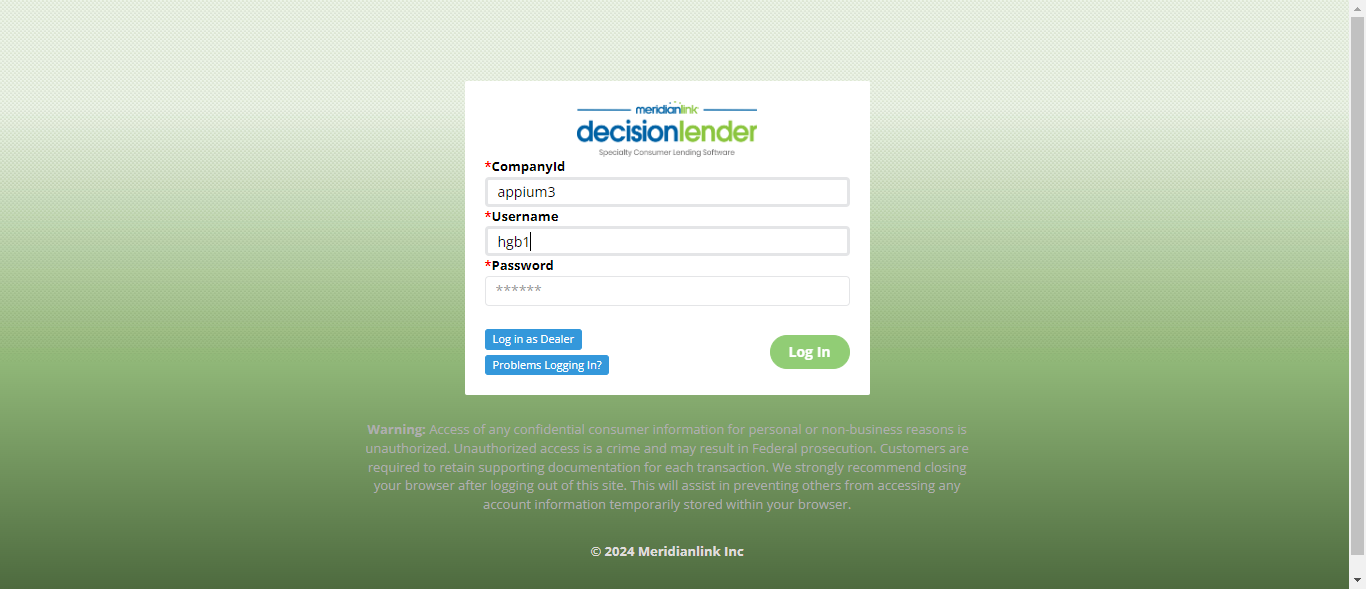 meridianlink
decisionlender
Specialty Consumer Lending Software
*CompanyId
appium3
*Username
hgb1
*Password
******
Log in as Dealer
Log In
Problems Logging In?
Warning: Access of any confidential consumer information for personal or non-business reasons is
unauthorized. Unauthorized access is a crime and may result in Federal prosecution. Customers are
required to retain supporting documentation for each transaction. We strongly recommend closing
your browser after logging out of this site. This will assist in preventing others from accessing any
account information temporarily stored within your browser.
© 2024 Meridianlink Inc